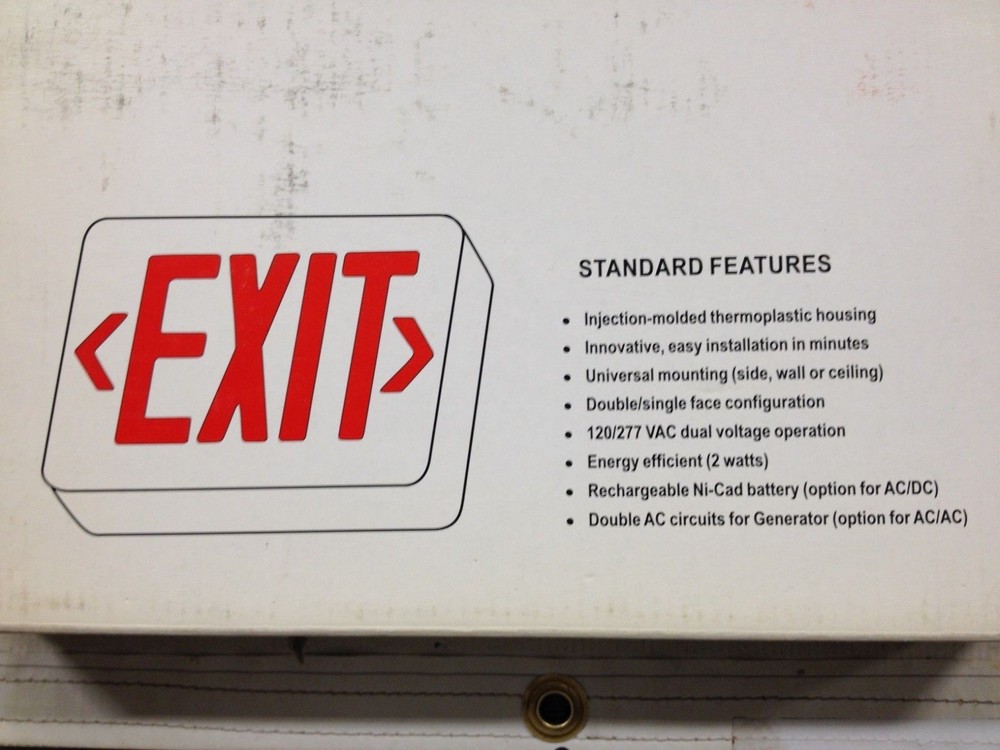 EXIT
STANDARD FEATURES
• Injection-molded thermoplastic housing
• Innovative, easy installation in minutes
• Universal mounting (side, wall or ceiling)
• Double/single face configuration
• 120/277 VAC dual voltage operation
• Energy efficient (2 watts)
• Rechargeable Ni-Cad battery (option for AC/DC)
• Double AC circuits for Generator (option for AC/AC)